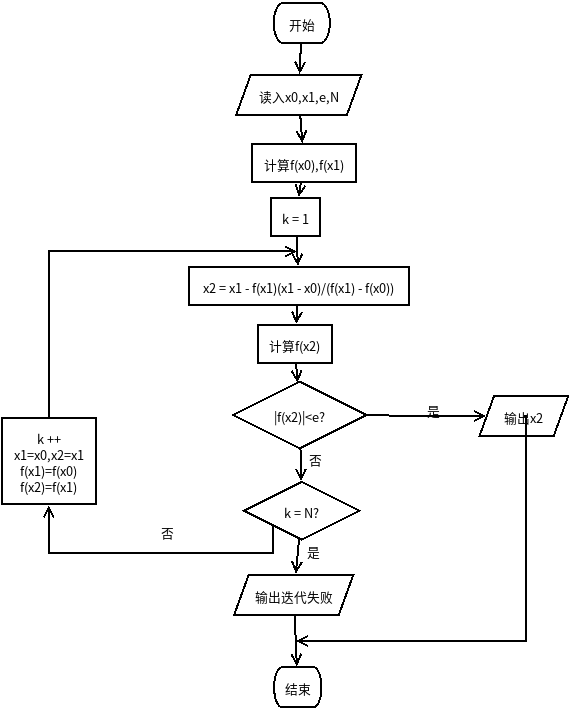 开始
读入x0,x1,e,N
计算f(x0),f(x1)
k = 1
x2 = x1 - f(x1)(x1 - x0)/(f(x1) - f(x0))
计算f(x2)
|f(x2)|<e?
是
输出x2
否
k ++
x1=x0,x2=x1
f(x1)=f(x0)
f(x2)=f(x1)
k = N?
否
是
输出迭代失败
结束